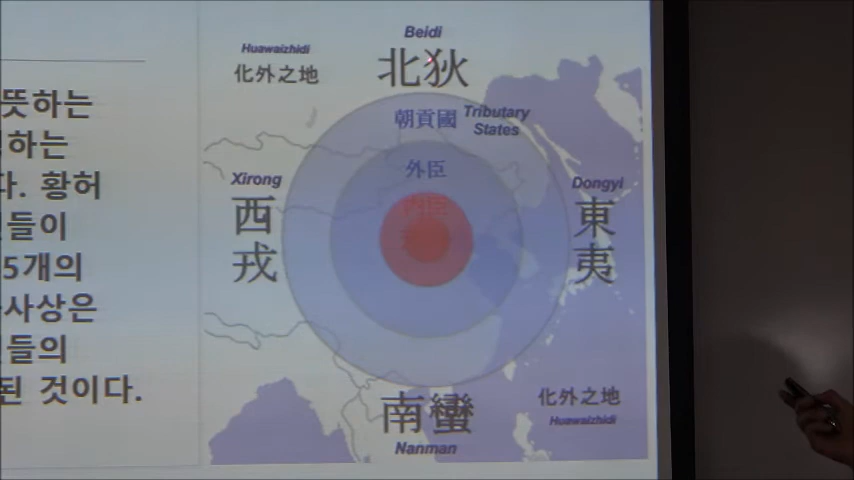 뜻하는
하는
다. 황허
들이
5개의
사상은
들의
된 것이다.
Beidi
北狄
Huawaizhidi
化外之地
朝貢國
Tributary
States
外臣
Xirong
西
戎
Dongyi
東
夷
內臣
南蠻
Nanman
化外之地
Huawaizhidi